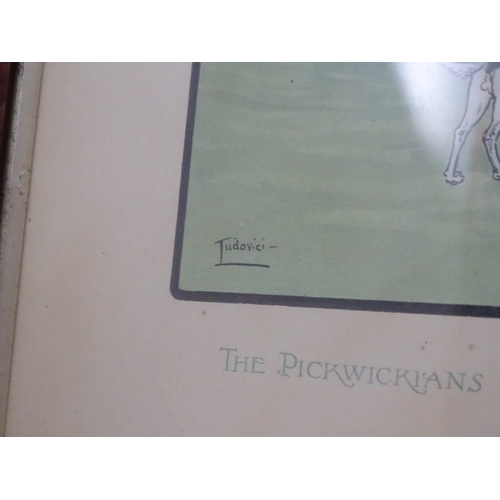 Ludovici –
THE PICKWICKIANS